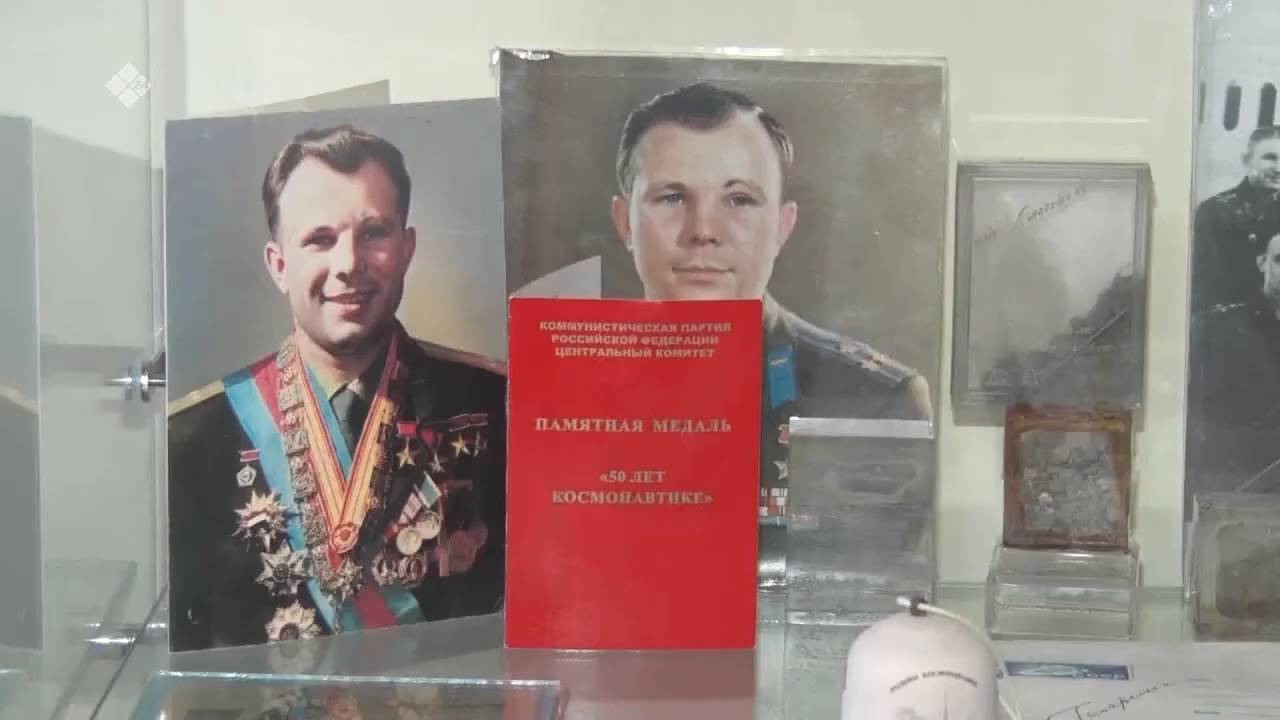 КОММУНИСТИЧЕСКАЯ ПАРТИЯ
РОССИЙСКОЙ ФЕДЕРАЦИИ
ЦЕНТРАЛЬНЫЙ КОМИТЕТ
ПАМЯТНАЯ МЕДАЛЬ
«50 ЛЕТ
КОСМОНАВТИКЕ»